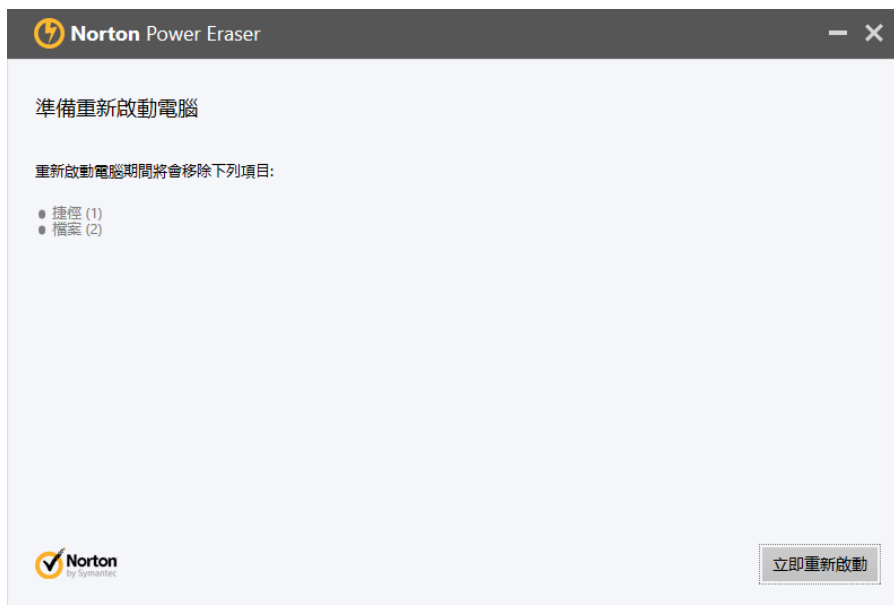 Norton Power Eraser
準備重新啟動電腦
重新啟動電腦期間將會移除下列項目:
捷徑 (1)
檔案 (2)
Norton
by Symantec
立即重新啟動